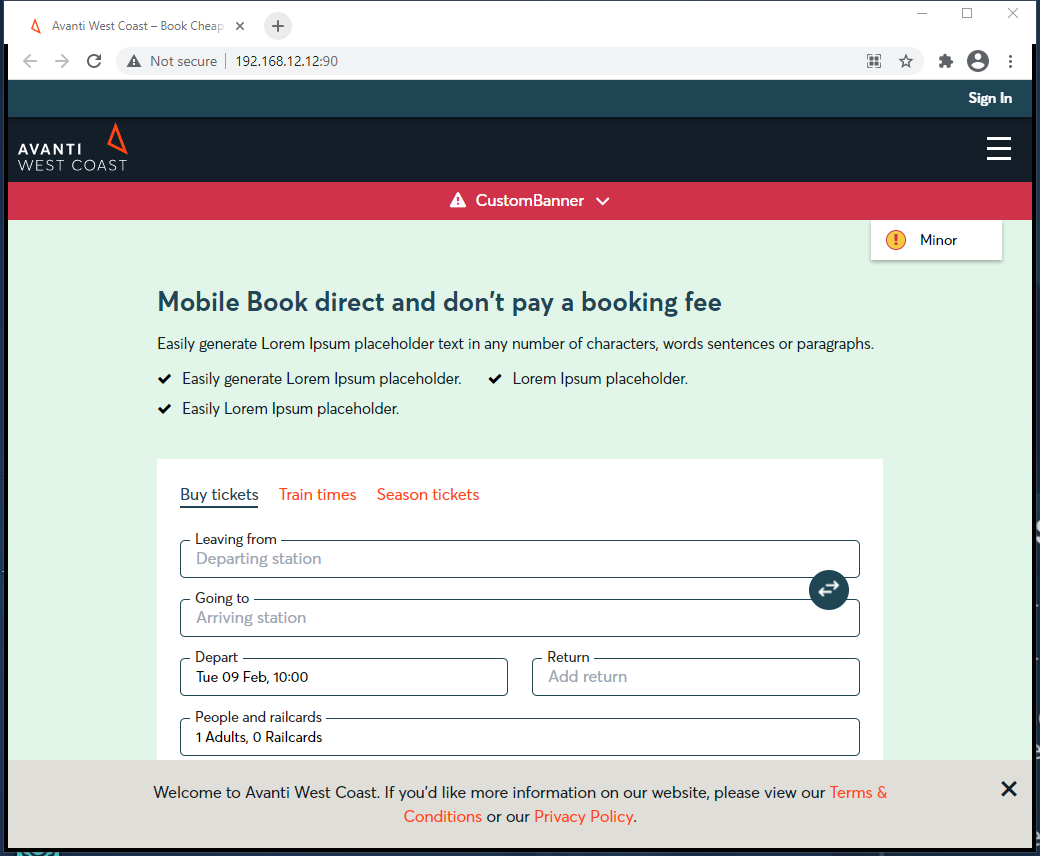 Avanti West Coast – Book Cheap
Not secure 192.168.12.12:90
Sign In
AVANTI
WEST COAST
CustomBanner
Minor
Mobile Book direct and don't pay a booking fee
Easily generate Lorem Ipsum placeholder text in any number of characters, words sentences or paragraphs.
Easily generate Lorem Ipsum placeholder. Lorem Ipsum placeholder.
Easily Lorem Ipsum placeholder.
Buy tickets Train times Season tickets
Leaving from
Departing station
Going to
Arriving station
Depart Return
Tue 09 Feb, 10:00 Add return
People and railcards
1 Adults, 0 Railcards
Welcome to Avanti West Coast. If you'd like more information on our website, please view our Terms &
Conditions or our Privacy Policy.